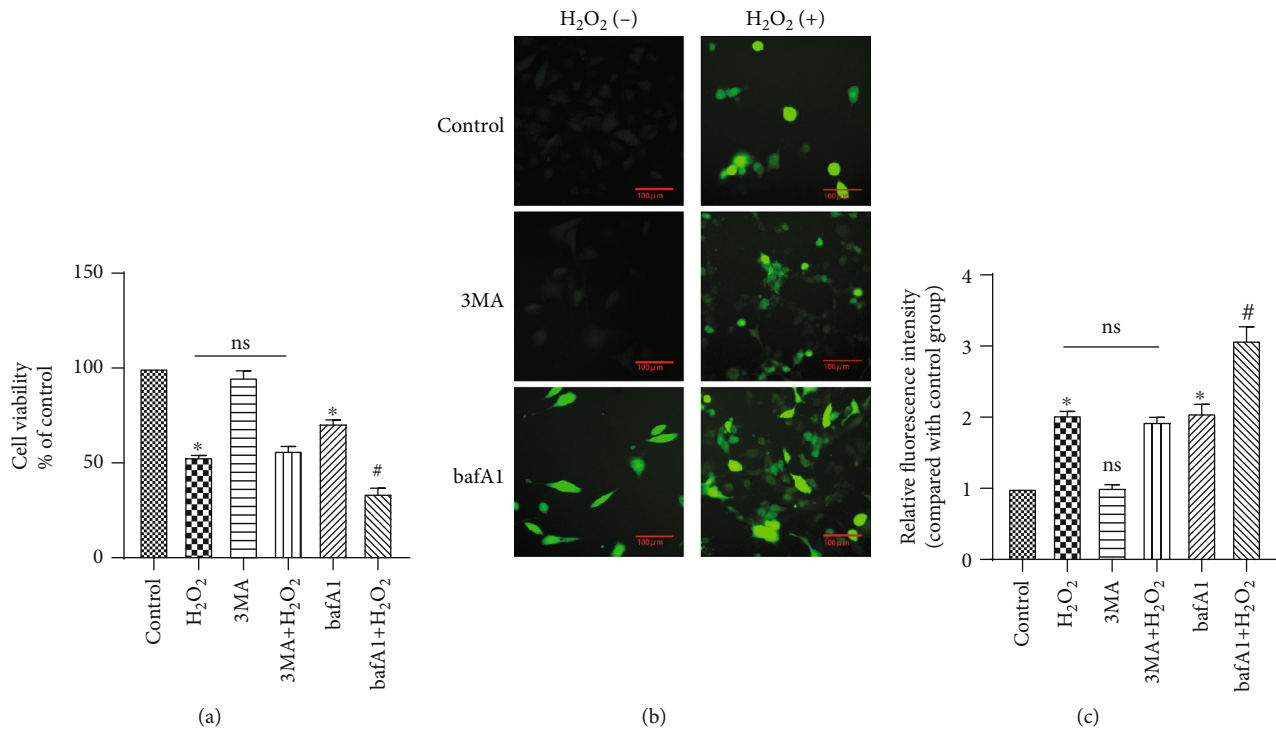 Cell viability
% of control
150
100
50
0
ns
*
*
#
Control
H₂O₂
3MA
3MA+H₂O₂
bafA1
bafA1+H₂O₂
(a)
H₂O₂ (–)
H₂O₂ (+)
Control
100 μm
100 μm
3MA
100 μm
100 μm
bafA1
100 μm
100 μm
(b)
Relative fluorescence intensity
(compared with control group)
4
3
2
1
0
ns
*
ns
*
#
Control
H₂O₂
3MA
3MA+H₂O₂
bafA1
bafA1+H₂O₂
(c)